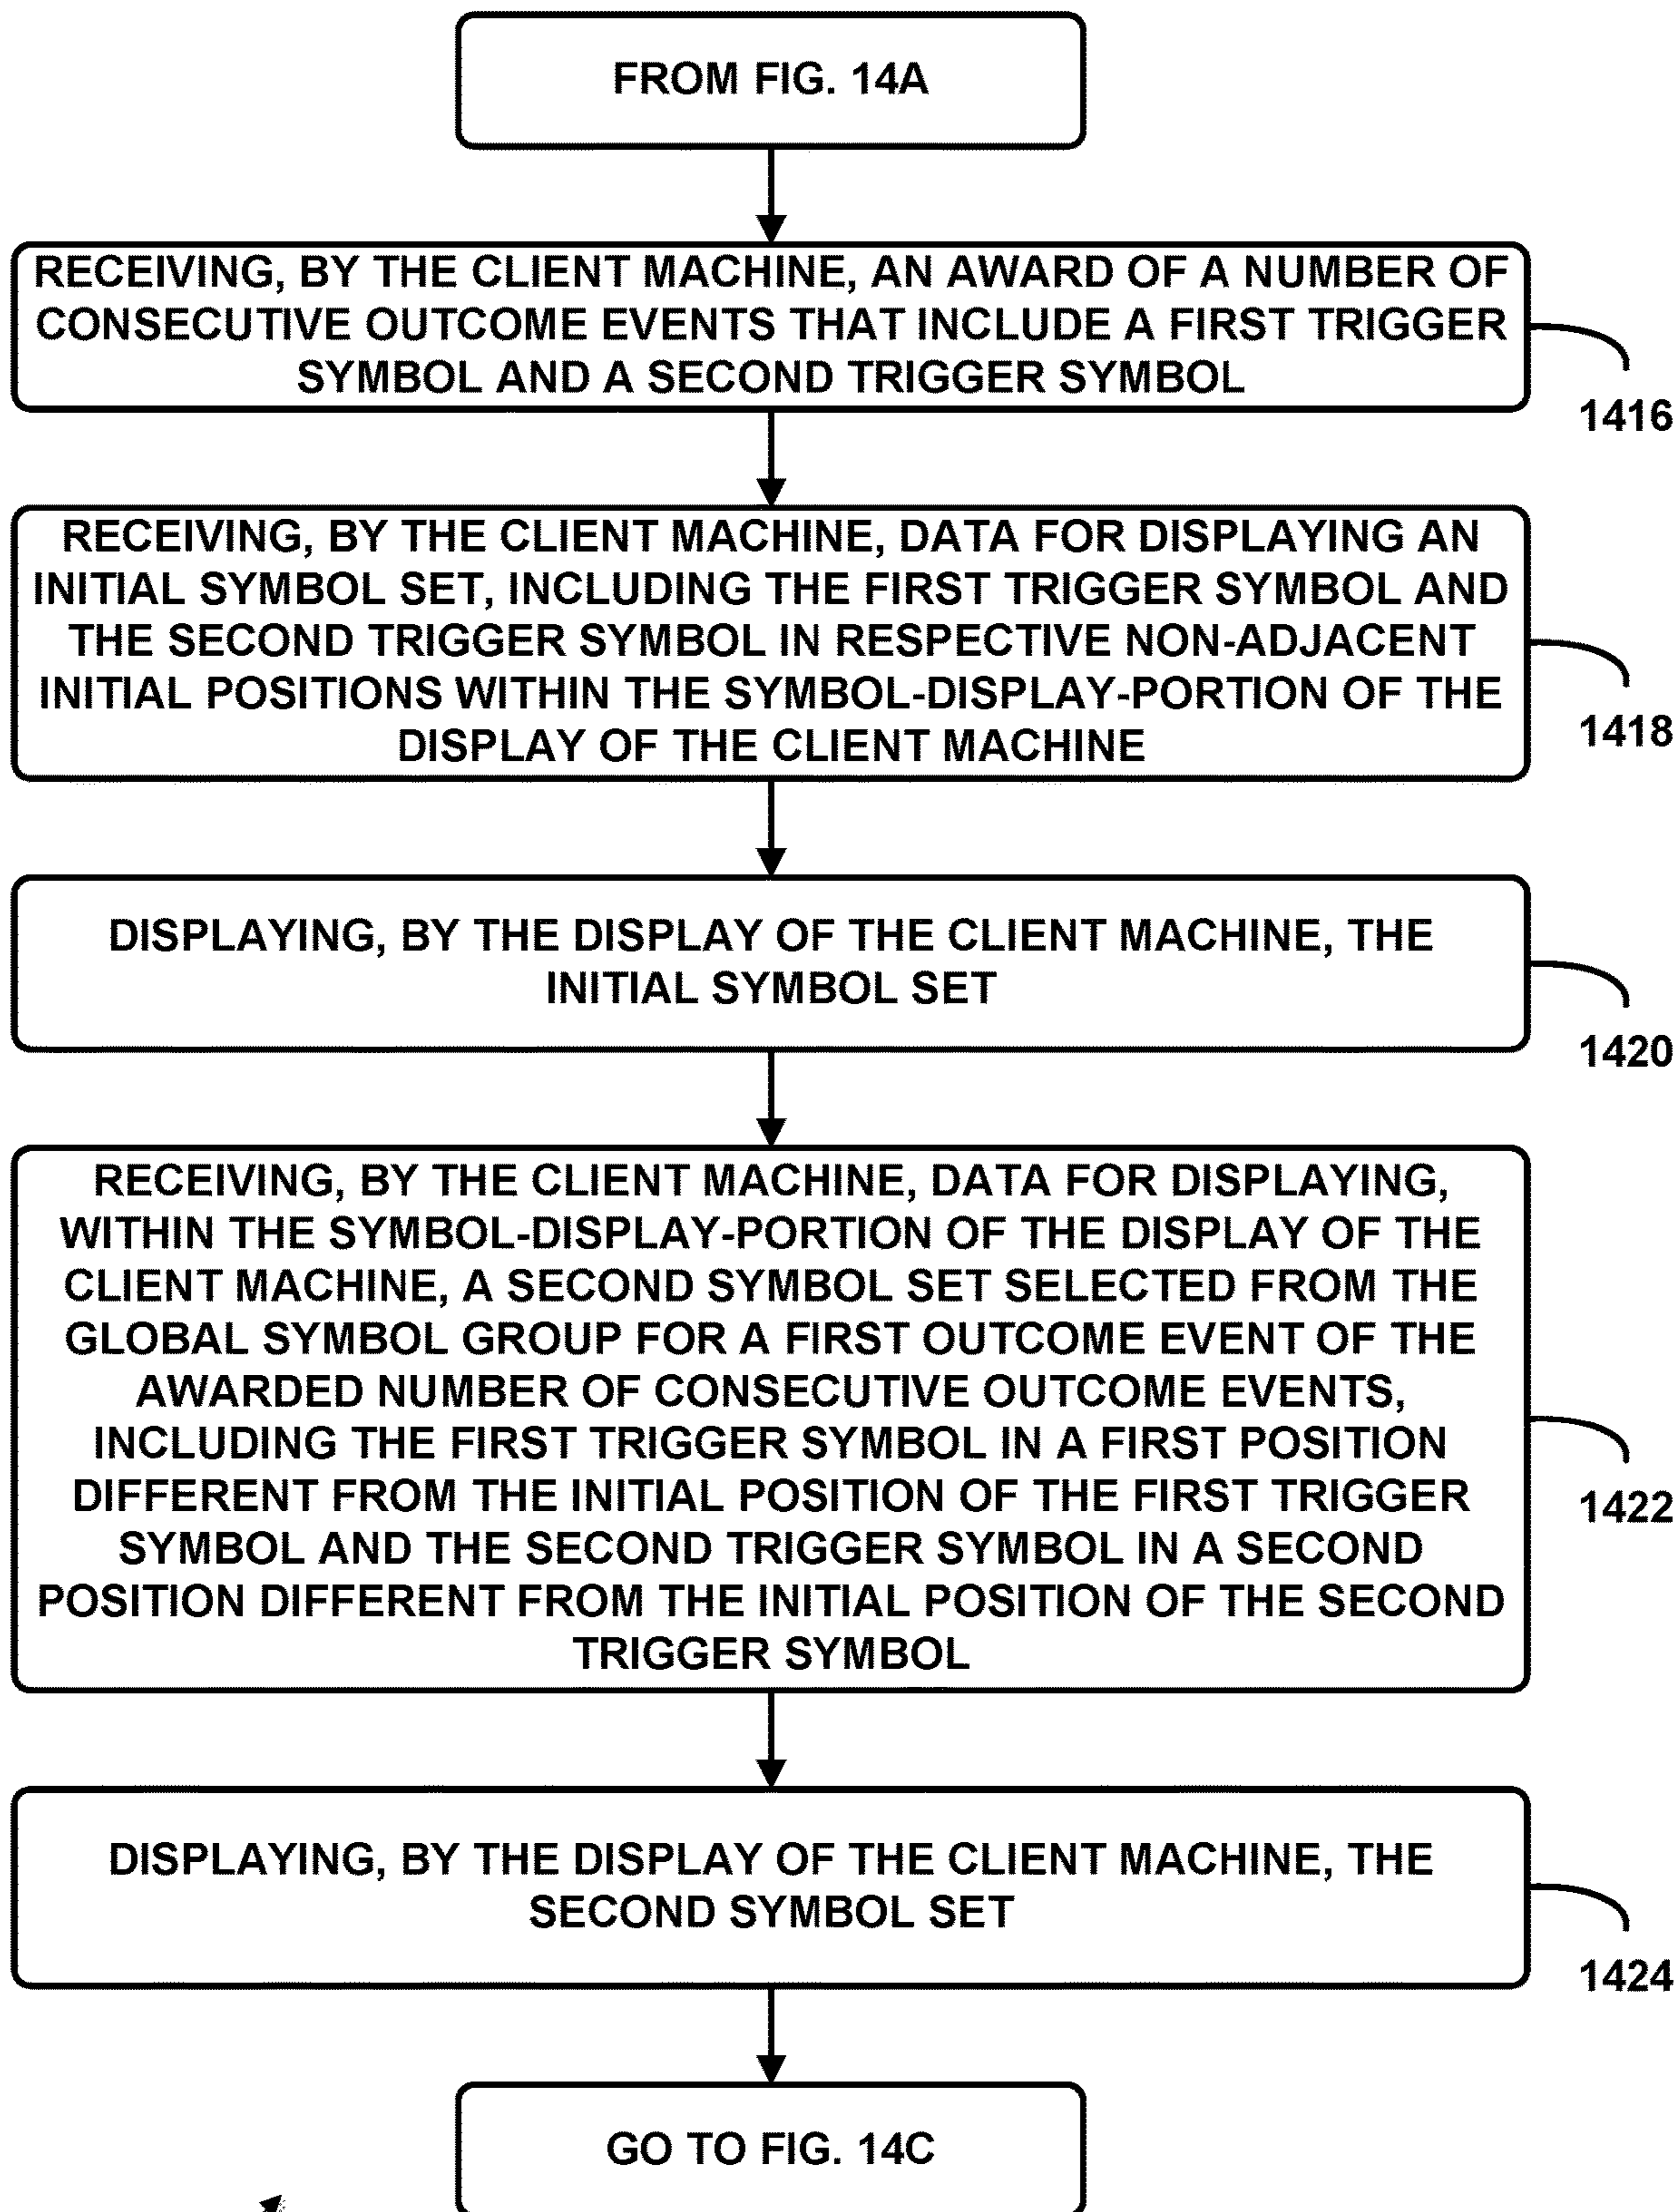 FROM FIG. 14A
RECEIVING, BY THE CLIENT MACHINE, AN AWARD OF A NUMBER OF
CONSECUTIVE OUTCOME EVENTS THAT INCLUDE A FIRST TRIGGER
SYMBOL AND A SECOND TRIGGER SYMBOL
1416
RECEIVING, BY THE CLIENT MACHINE, DATA FOR DISPLAYING AN
INITIAL SYMBOL SET, INCLUDING THE FIRST TRIGGER SYMBOL AND
THE SECOND TRIGGER SYMBOL IN RESPECTIVE NON-ADJACENT
INITIAL POSITIONS WITHIN THE SYMBOL-DISPLAY-PORTION OF THE
DISPLAY OF THE CLIENT MACHINE
1418
DISPLAYING, BY THE DISPLAY OF THE CLIENT MACHINE, THE
INITIAL SYMBOL SET
1420
RECEIVING, BY THE CLIENT MACHINE, DATA FOR DISPLAYING,
WITHIN THE SYMBOL-DISPLAY-PORTION OF THE DISPLAY OF THE
CLIENT MACHINE, A SECOND SYMBOL SET SELECTED FROM THE
GLOBAL SYMBOL GROUP FOR A FIRST OUTCOME EVENT OF THE
AWARDED NUMBER OF CONSECUTIVE OUTCOME EVENTS,
INCLUDING THE FIRST TRIGGER SYMBOL IN A FIRST POSITION
DIFFERENT FROM THE INITIAL POSITION OF THE FIRST TRIGGER
SYMBOL AND THE SECOND TRIGGER SYMBOL IN A SECOND
POSITION DIFFERENT FROM THE INITIAL POSITION OF THE SECOND
TRIGGER SYMBOL
1422
DISPLAYING, BY THE DISPLAY OF THE CLIENT MACHINE, THE
SECOND SYMBOL SET
1424
GO TO FIG. 14C